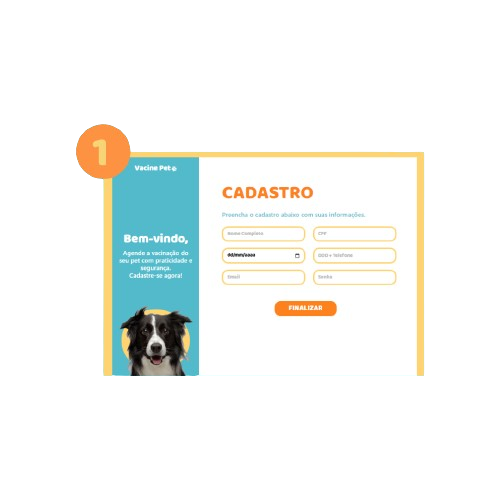 1
Vacine Pet
Bem-vindo,
Agende a vacinação do
seu pet com praticidade e
segurança.
Cadastre-se agora!
CADASTRO
Preencha o cadastro abaixo com suas informações.
Nome Completo
CPF
dd/mm/aaaa
DDD + Telefone
Email
Senha
FINALIZAR